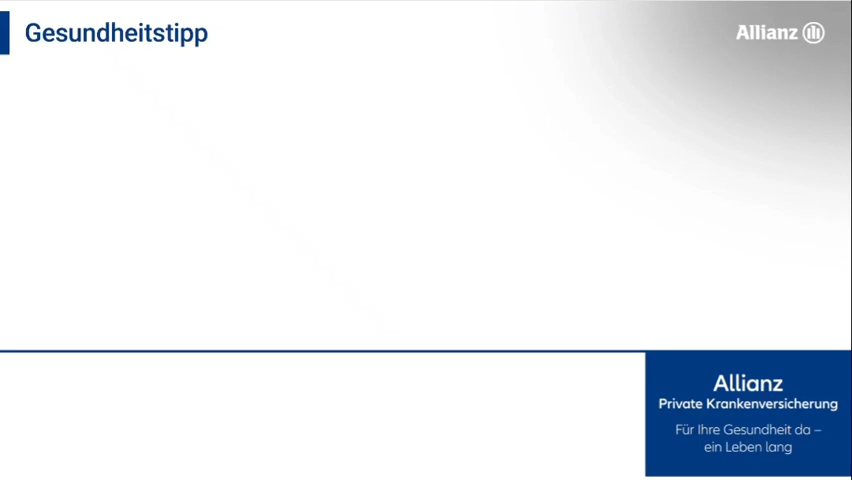 Gesundheitstipp
Allianz
Allianz
Private Krankenversicherung
Für Ihre Gesundheit da –
ein Leben lang